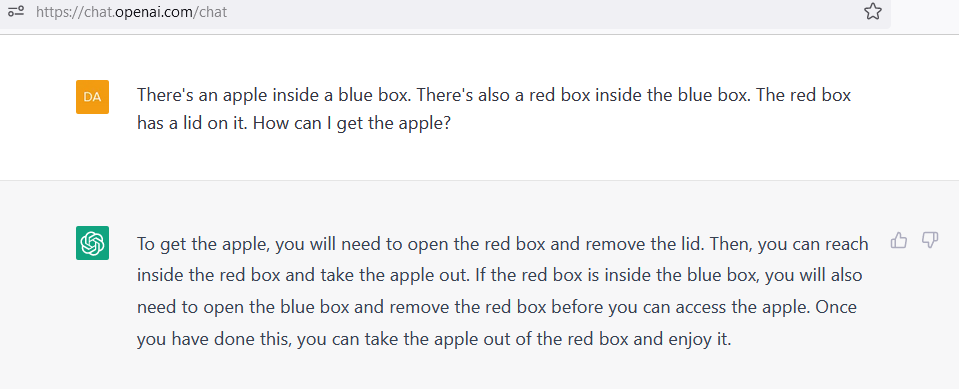 https://chat.openai.com/chat
DA
There's an apple inside a blue box. There's also a red box inside the blue box. The red box
has a lid on it. How can I get the apple?
To get the apple, you will need to open the red box and remove the lid. Then, you can reach
inside the red box and take the apple out. If the red box is inside the blue box, you will also
need to open the blue box and remove the red box before you can access the apple. Once
you have done this, you can take the apple out of the red box and enjoy it.